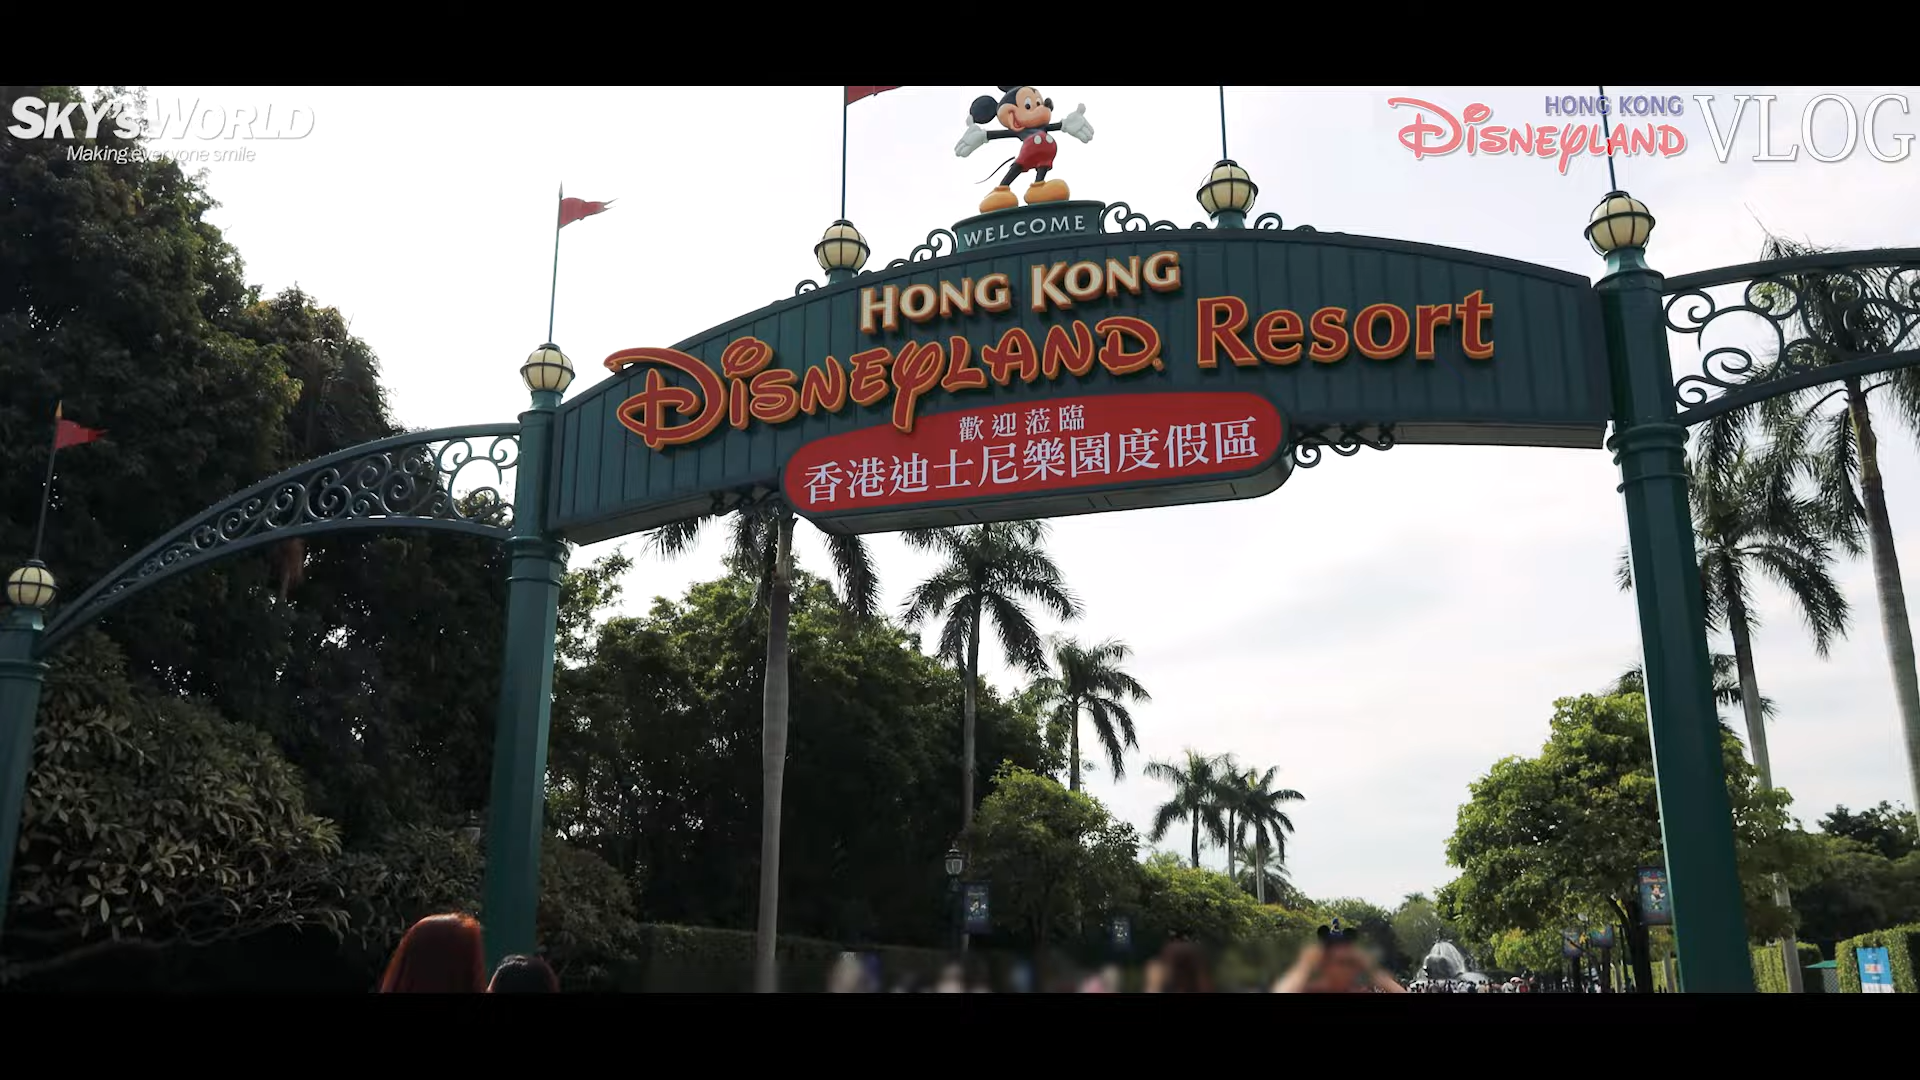 SKY'S WORLD
Making everyone smile
HONG KONG
DISNEYLAND VLOG
WELCOME
HONG KONG
DISNEYLAND Resort
歡迎蒞臨
香港迪士尼樂園度假區